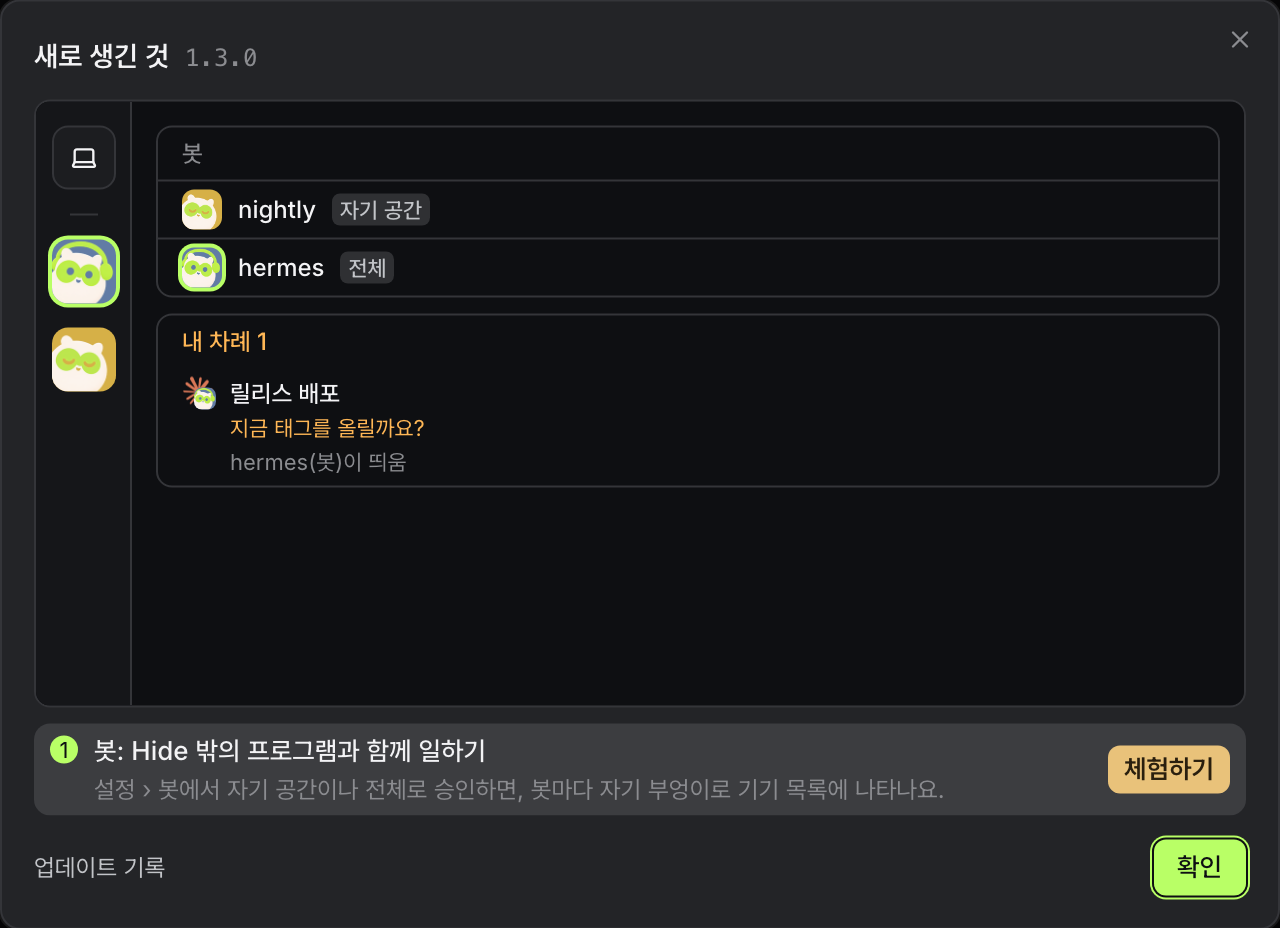 새로 생긴 것 1.3.0
봇
nightly 자기 공간
hermes 전체
내 차례 1
릴리스 배포
지금 태그를 올릴까요?
hermes(봇)이 띄움
1 봇: Hide 밖의 프로그램과 함께 일하기
설정 › 봇에서 자기 공간이나 전체로 승인하면, 봇마다 자기 부엉이로 기기 목록에 나타나요.
체험하기
업데이트 기록
확인